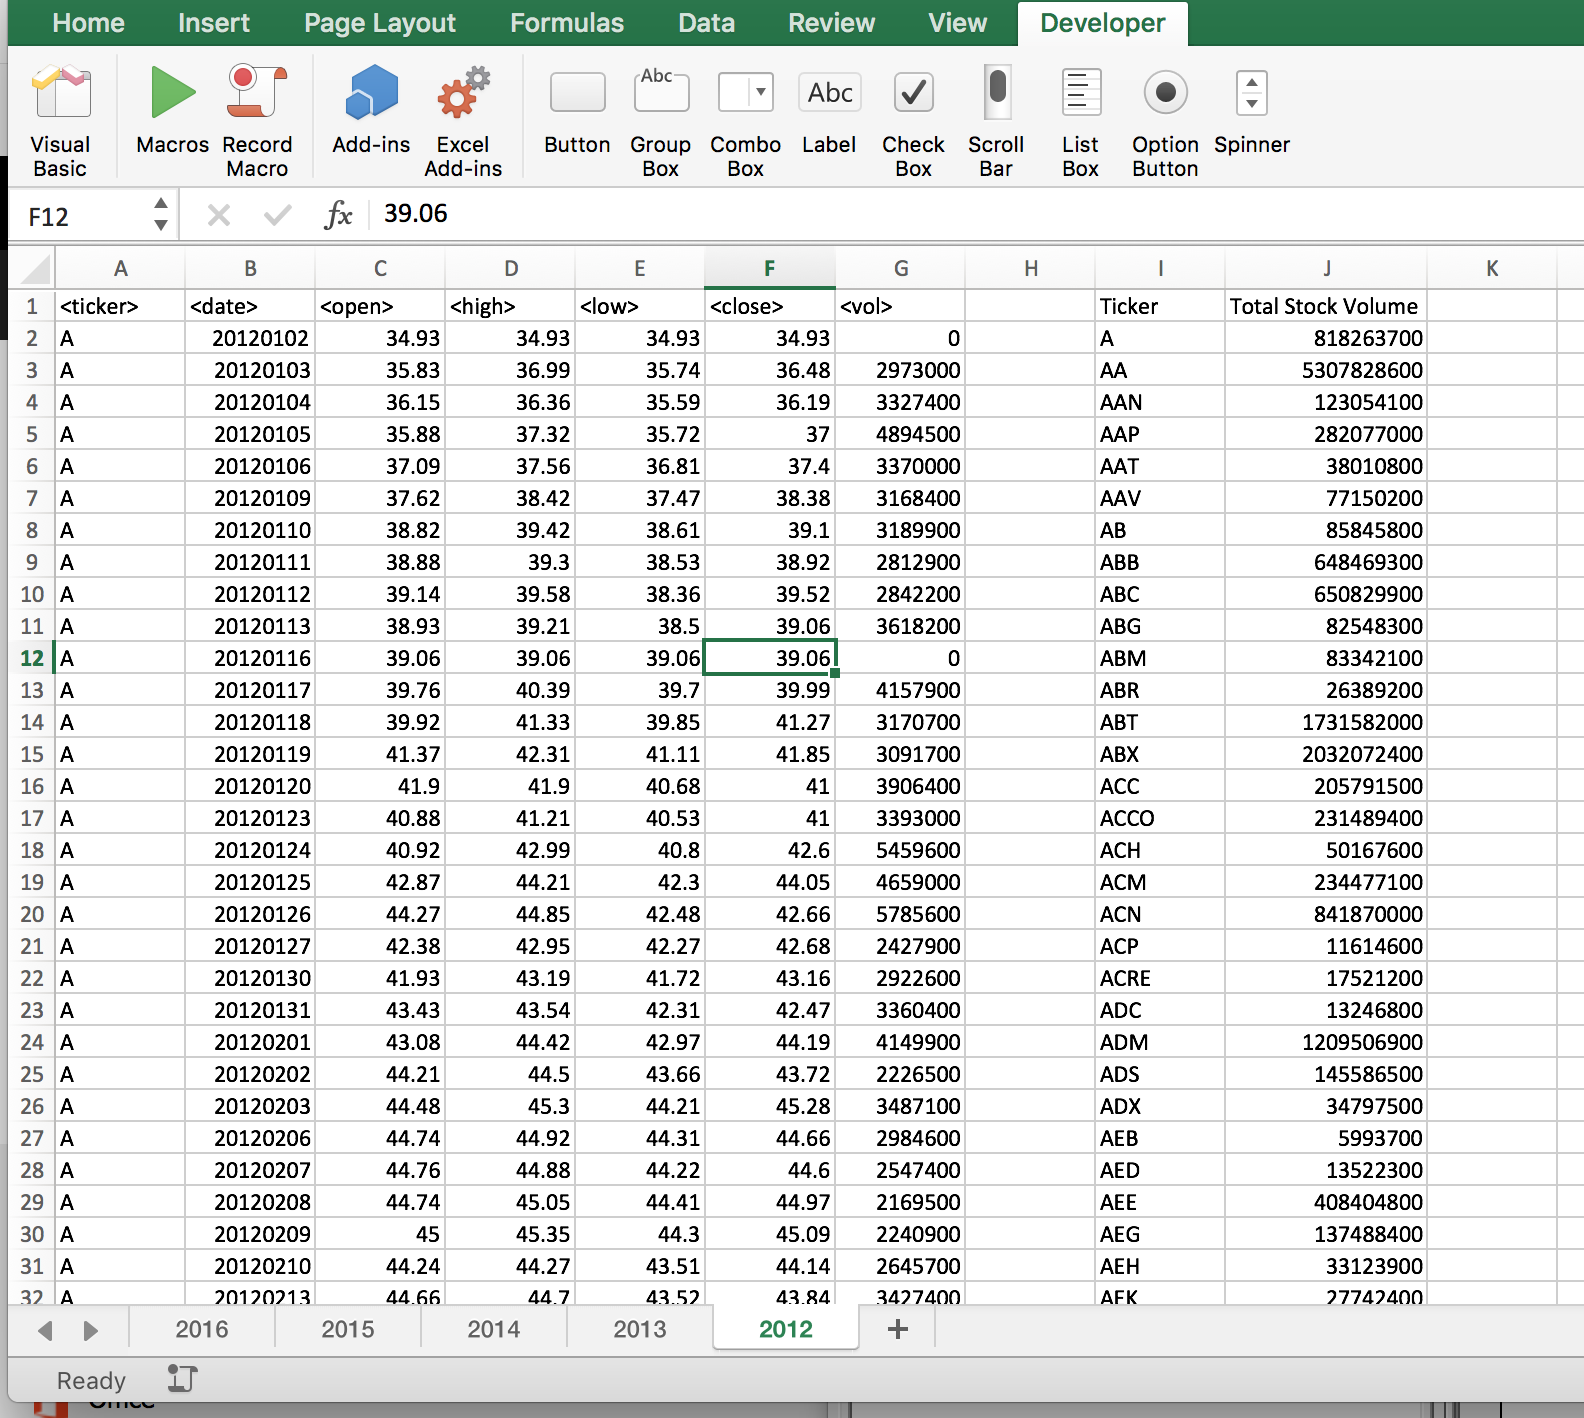 Home Insert Page Layout Formulas Data Review View Developer
Visual Basic Macros Record Macro Add-ins Excel Add-ins Button Group Box Combo Box Label Check Box Scroll Bar List Box Option Button Spinner
Abc Abc
F12 fx 39.06
A B C D E F G H I J K
1 <ticker> <date> <open> <high> <low> <close> <vol> Ticker Total Stock Volume
2 A 20120102 34.93 34.93 34.93 34.93 0 A 818263700
3 A 20120103 35.83 36.99 35.74 36.48 2973000 AA 5307828600
4 A 20120104 36.15 36.36 35.59 36.19 3327400 AAN 123054100
5 A 20120105 35.88 37.32 35.72 37 4894500 AAP 282077000
6 A 20120106 37.09 37.56 36.81 37.4 3370000 AAT 38010800
7 A 20120109 37.62 38.42 37.47 38.38 3168400 AAV 77150200
8 A 20120110 38.82 39.42 38.61 39.1 3189900 AB 85845800
9 A 20120111 38.88 39.3 38.53 38.92 2812900 ABB 648469300
10 A 20120112 39.14 39.58 38.36 39.52 2842200 ABC 650829900
11 A 20120113 38.93 39.21 38.5 39.06 3618200 ABG 82548300
12 A 20120116 39.06 39.06 39.06 39.06 0 ABM 83342100
13 A 20120117 39.76 40.39 39.7 39.99 4157900 ABR 26389200
14 A 20120118 39.92 41.33 39.85 41.27 3170700 ABT 1731582000
15 A 20120119 41.37 42.31 41.11 41.85 3091700 ABX 2032072400
16 A 20120120 41.9 41.9 40.68 41 3906400 ACC 205791500
17 A 20120123 40.88 41.21 40.53 41 3393000 ACCO 231489400
18 A 20120124 40.92 42.99 40.8 42.6 5459600 ACH 50167600
19 A 20120125 42.87 44.21 42.3 44.05 4659000 ACM 234477100
20 A 20120126 44.27 44.85 42.48 42.66 5785600 ACN 841870000
21 A 20120127 42.38 42.95 42.27 42.68 2427900 ACP 11614600
22 A 20120130 41.93 43.19 41.72 43.16 2922600 ACRE 17521200
23 A 20120131 43.43 43.54 42.31 42.47 3360400 ADC 13246800
24 A 20120201 43.08 44.42 42.97 44.19 4149900 ADM 1209506900
25 A 20120202 44.21 44.5 43.66 43.72 2226500 ADS 145586500
26 A 20120203 44.48 45.3 44.21 45.28 3487100 ADX 34797500
27 A 20120206 44.74 44.92 44.31 44.66 2984600 AEB 5993700
28 A 20120207 44.76 44.88 44.22 44.6 2547400 AED 13522300
29 A 20120208 44.74 45.05 44.41 44.97 2169500 AEE 408404800
30 A 20120209 45 45.35 44.3 45.09 2240900 AEG 137488400
31 A 20120210 44.24 44.27 43.51 44.14 2645700 AEH 33123900
32 A 20120213 44.66 44.7 43.52 43.84 3427400 AEK 27742400
2016 2015 2014 2013 2012 +
Ready
Office